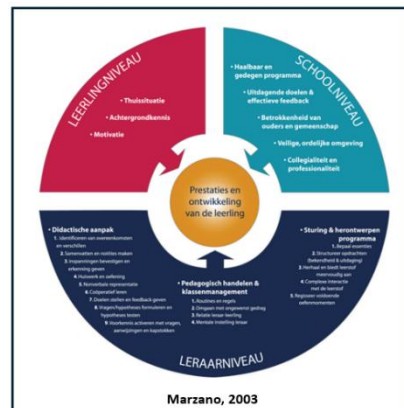 LEERLINGNIVEAU
• Thuissituatie
• Achtergrondkennis
• Motivatie
SCHOOLNIVEAU
• Haalbaar en
gedegen programma
• Uitdagende doelen &
effectieve feedback
• Betrokkenheid van
ouders en gemeenschap
• Veilige, ordelijke omgeving
• Collegialiteit en
professionaliteit
Prestaties en
ontwikkeling
van de leerling
• Didactische aanpak
1. Identificeren van overeenkomsten
en verschillen
2. Samenvatten en notities maken
3. Inspanningen bevestigen en
erkenning geven
4. Huiswerk en oefening
5. Nonverbale representatie
6. Coöperatief leren
7. Doelen stellen en feedback geven
8. Vragen/hypothesen formuleren en
hypotheses testen
9. Voorkennis activeren met vragen,
aanwijzingen en kapstokken
• Pedagogisch handelen &
klassenmanagement
1. Routines en regels
2. Omgaan met ongewenst gedrag
3. Relatie leraar leerling
4. Mentale instelling leraar
• Sturing & herontwerpen
programma
1. Bepaal essenties
2. Structureer opdrachten
(bekendheid & uitdaging)
3. Herhaal en biedt leerstof
meervoudig aan
4. Complexe interactie
met de leerstof
5. Registreer voldoende
oefenmomenten
LERAARNIVEAU
Marzano, 2003